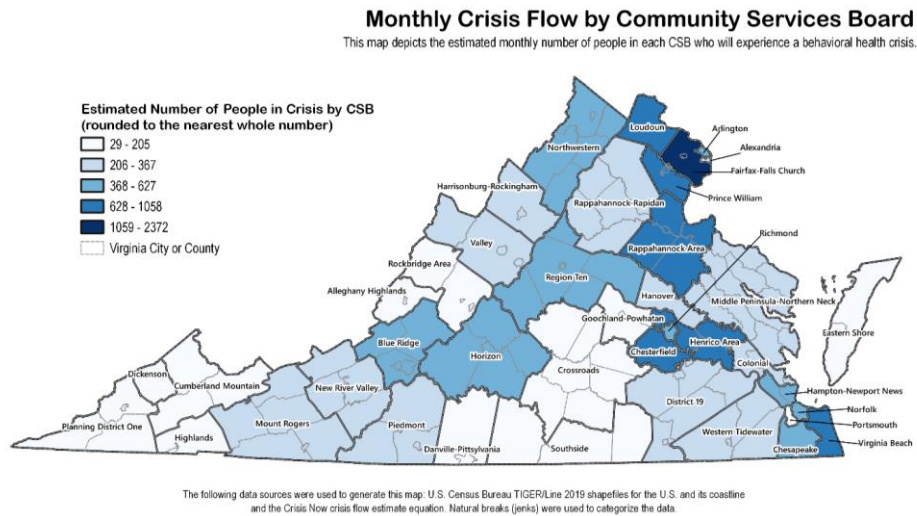 Monthly Crisis Flow by Community Services Board
This map depicts the estimated monthly number of people in each CSB who will experience a behavioral health crisis.
Estimated Number of People in Crisis by CSB
(rounded to the nearest whole number)
29 - 205
206 - 367
368 - 627
628 - 1058
1059 - 2372
Virginia City or County
Loudoun
Arlington
Alexandria
Northwestern
Fairfax-Falls Church
Harrisonburg-Rockingham
Prince William
Rappahannock-Rapidan
Richmond
Valley
Rappahannock Area
Rockbridge Area
Region Ten
Alleghany Highlands
Hanover
Middle Peninsula-Northern Neck
Goochland-Powhatan
Eastern Shore
Blue Ridge
Horizon
Chesterfield
Henrico Area
Colonial
Crossroads
Dickenson
Cumberland Mountain
New River Valley
Hampton-Newport News
District 19
Norfolk
Planning District One
Mount Rogers
Piedmont
Portsmouth
Highlands
Western Tidewater
Danville-Pittsylvania
Southside
Chesapeake
Virginia Beach
The following data sources were used to generate this map: U.S. Census Bureau TIGER/Line 2019 shapefiles for the U.S. and its coastline
and the Crisis Now crisis flow estimate equation. Natural breaks (jenks) were used to categorize the data.